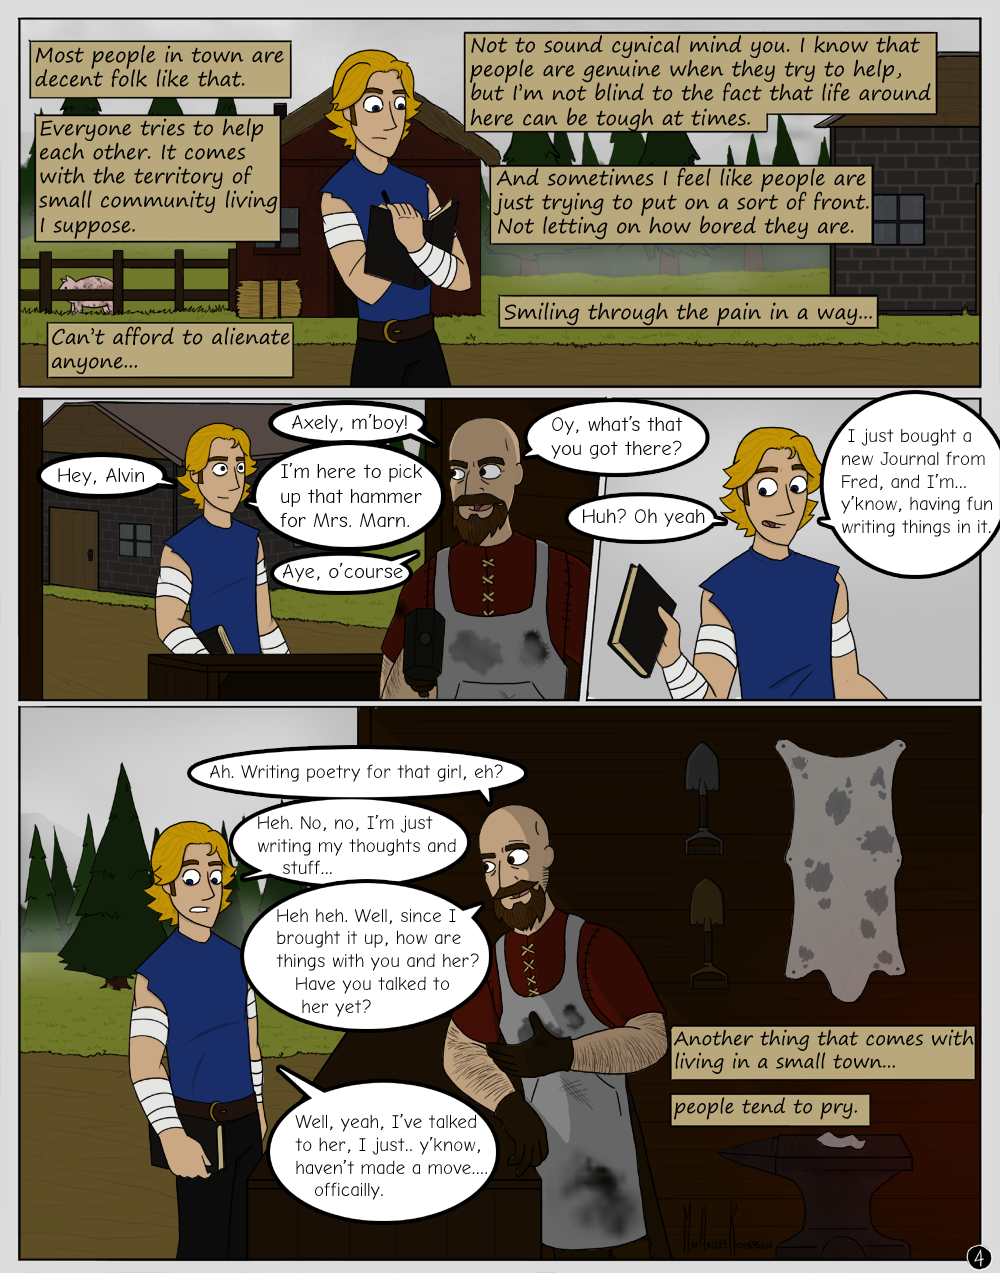 Most people in town are
decent folk like that.
Everyone tries to help
each other. It comes
with the territory of
small community living
I suppose.
Can't afford to alienate
anyone...
Not to sound cynical mind you. I know that
people are genuine when they try to help,
but I'm not blind to the fact that life around
here can be tough at times.
And sometimes I feel like people are
just trying to put on a sort of front.
Not letting on how bored they are.
Smiling through the pain in a way...
Hey, Alvin
Axely, m'boy!
I'm here to pick
up that hammer
for Mrs. Marn.
Aye, o'course
Oy, what's that
you got there?
Huh? Oh yeah
I just bought a
new Journal from
Fred, and I'm...
y'know, having fun
writing things in it.
Ah. Writing poetry for that girl, eh?
Heh. No, no, I'm just
writing my thoughts and
stuff...
Heh heh. Well, since I
brought it up, how are
things with you and her?
Have you talked to
her yet?
Well, yeah, I've talked
to her, I just.. y'know,
haven't made a move....
officailly.
Another thing that comes with
living in a small town...
people tend to pry.
4